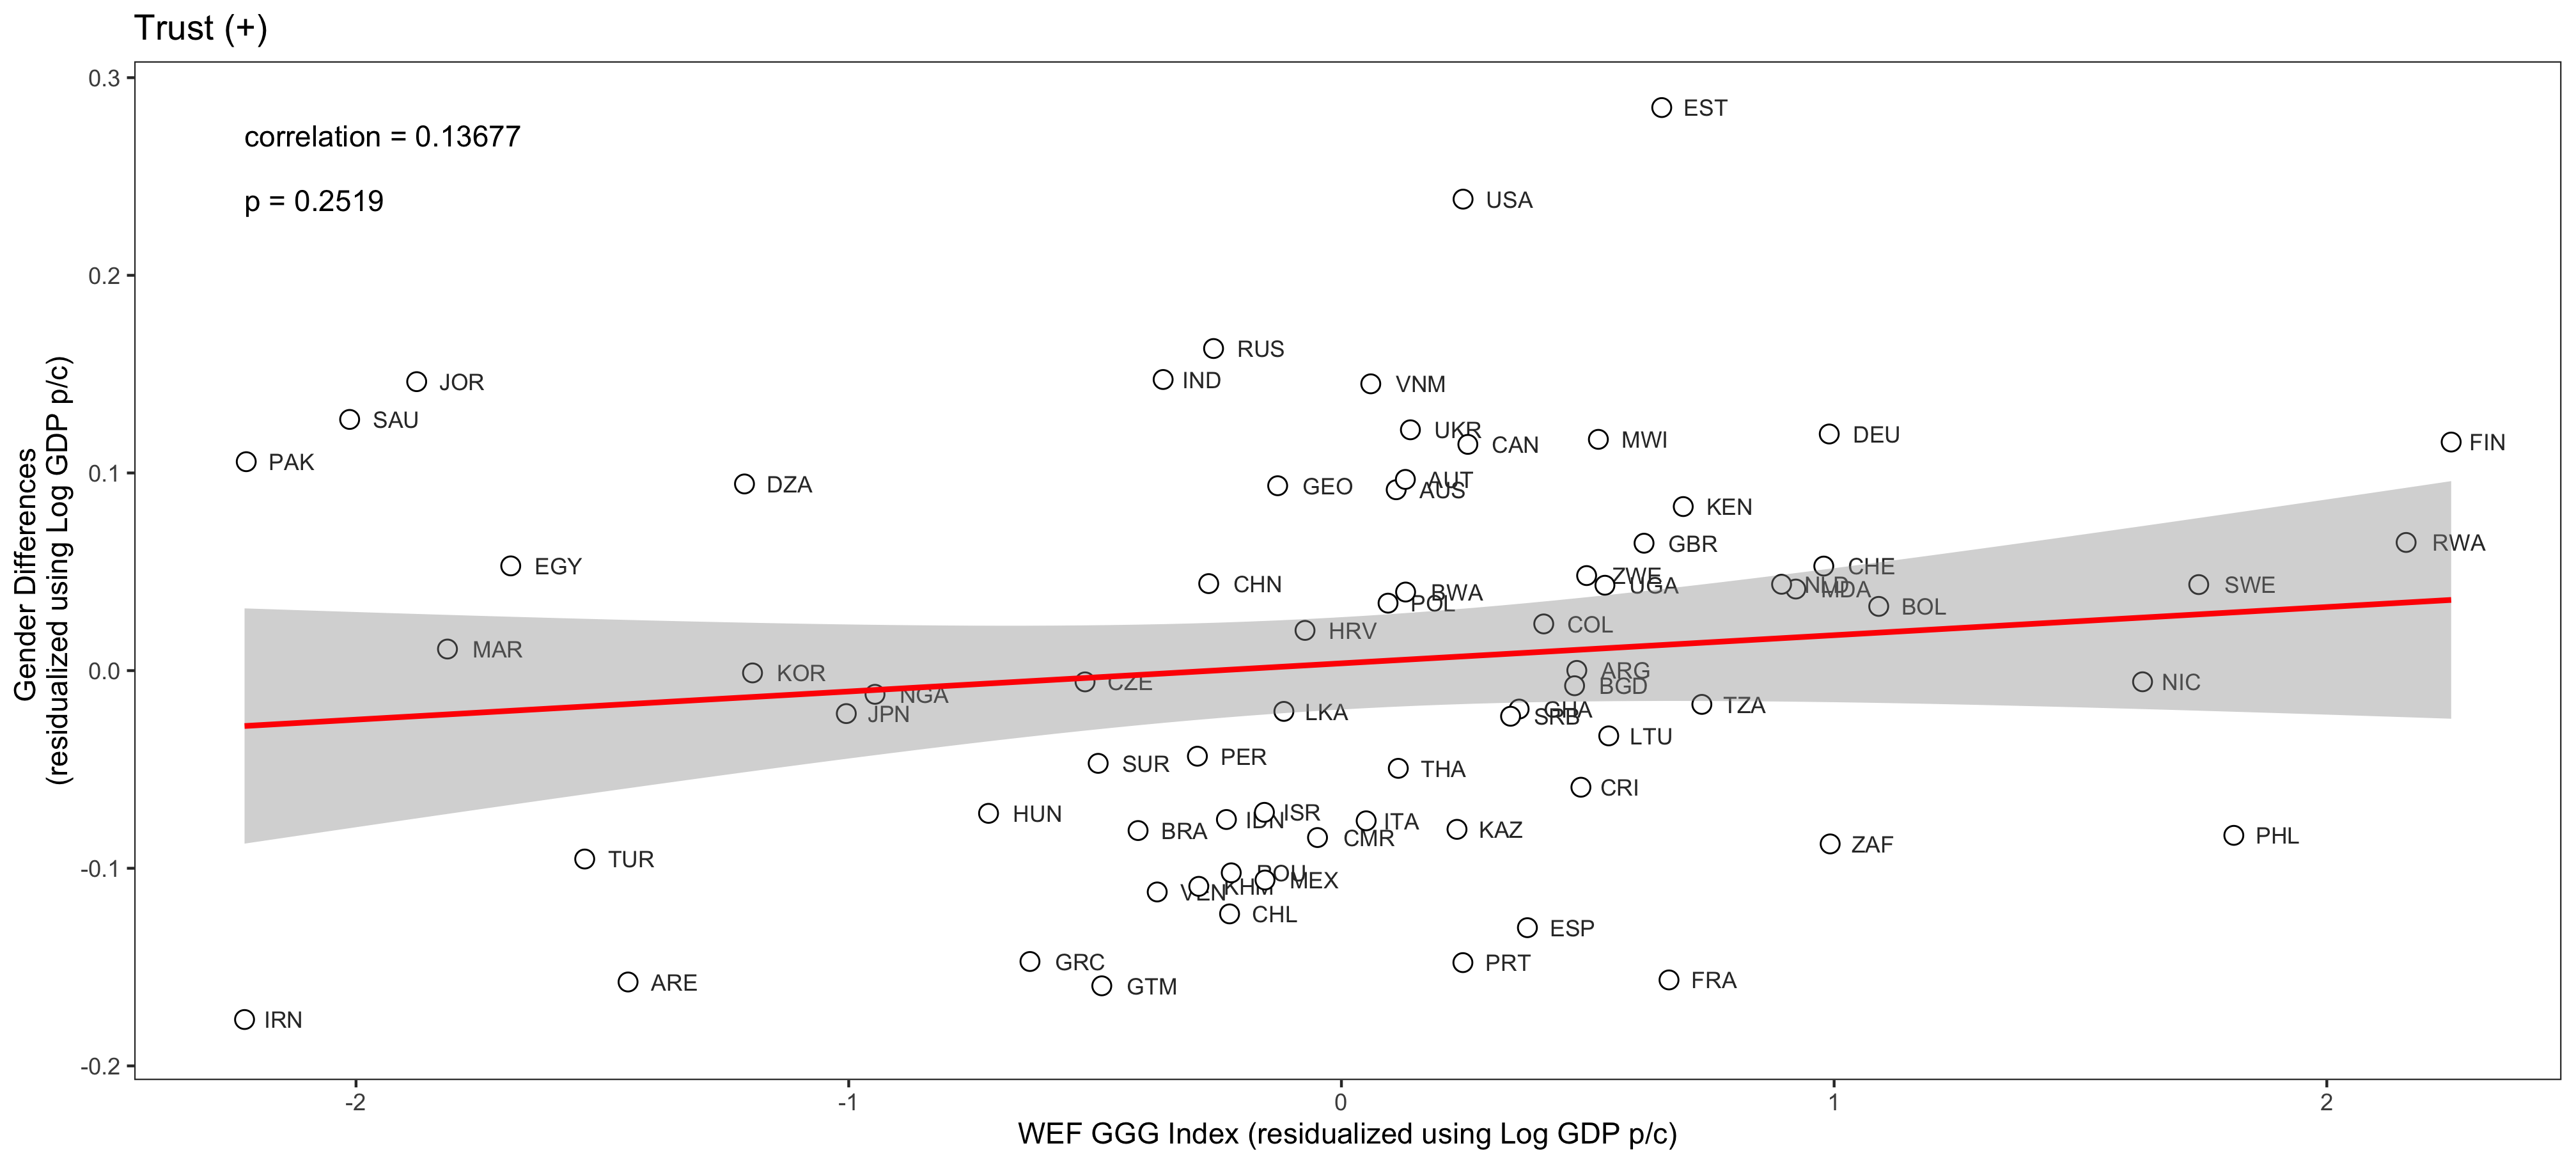 Trust (+)
0.3
0.2
0.1
0.0
-0.1
-0.2
Gender Differences
(residualized using Log GDP p/c)
correlation = 0.13677
p = 0.2519
EST
USA
RUS
IND
VNM
JOR
SAU
UKR
CAN
MWI
DEU
FIN
PAK
DZA
GEO
AUT
AUS
KEN
GBR
RWA
EGY
CHN
BWA
POL
ZWE
UGA
CHE
NLD
MDA
BOL
SWE
HRV
COL
MAR
KOR
NGA
JPN
CZE
LKA
ARG
BGD
GHA
SRB
TZA
NIC
LTU
SUR
PER
THA
CRI
HUN
BRA
IDN
ISR
ITA
CMR
KAZ
ZAF
PHL
TUR
ROU
MEX
VEN
KHM
CHL
ESP
GRC
PRT
FRA
ARE
GTM
IRN
-2
-1
0
1
2
WEF GGG Index (residualized using Log GDP p/c)